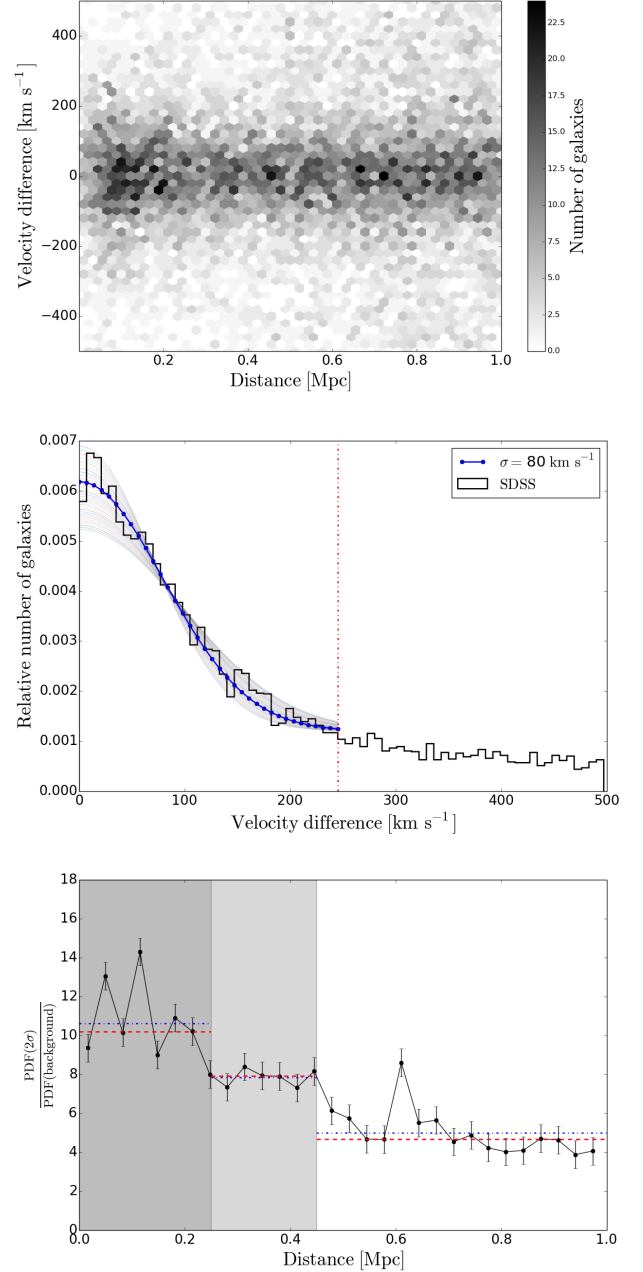 400
200
0
−200
−400
Velocity difference [km s⁻¹]
0.2 0.4 0.6 0.8 1.0
Distance [Mpc]
22.5
20.0
17.5
15.0
12.5
10.0
7.5
5.0
2.5
0.0
Number of galaxies
0.007
0.006
0.005
0.004
0.003
0.002
0.001
0.000
Relative number of galaxies
σ = 80 km s⁻¹
SDSS
0 100 200 300 400 500
Velocity difference [km s⁻¹]
18
16
14
12
10
8
6
4
2
0
PDF(2σ)
PDF(background)
0.0 0.2 0.4 0.6 0.8 1.0
Distance [Mpc]